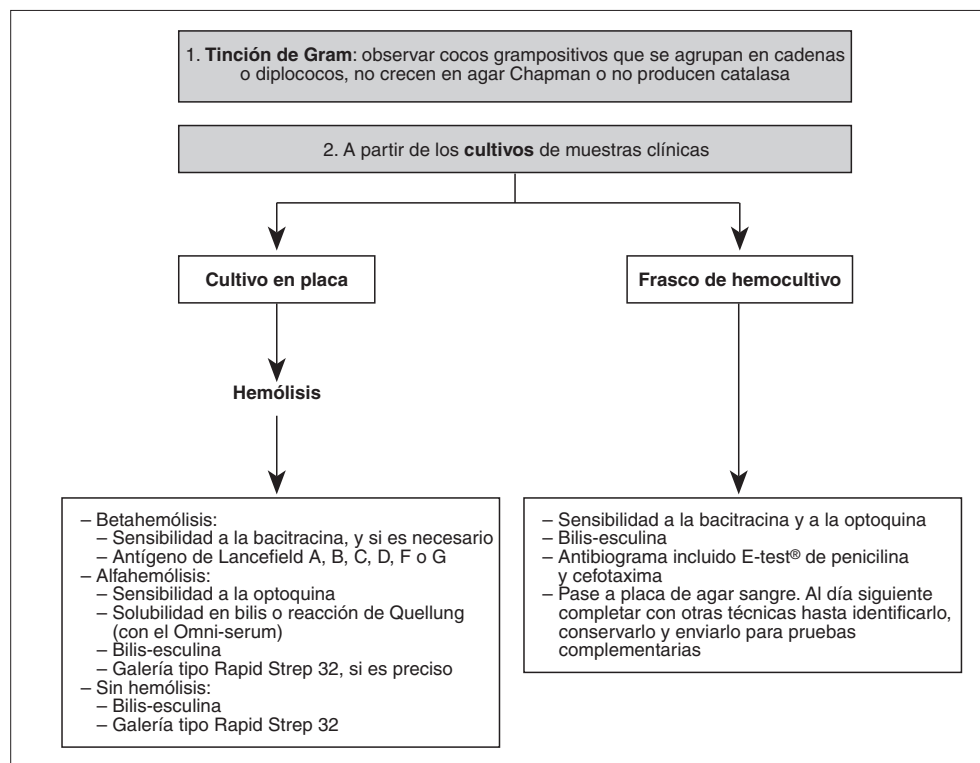 1. Tinción de Gram: observar cocos grampositivos que se agrupan en cadenas
o diplococos, no crecen en agar Chapman o no producen catalasa
2. A partir de los cultivos de muestras clínicas
Cultivo en placa
Hemólisis
– Betahemólisis:
– Sensibilidad a la bacitracina, y si es necesario
– Antígeno de Lancefield A, B, C, D, F o G
– Alfahemólisis:
– Sensibilidad a la optoquina
– Solubilidad en bilis o reacción de Quellung
(con el Omni-serum)
– Bilis-esculina
– Galería tipo Rapid Strep 32, si es preciso
– Sin hemólisis:
– Bilis-esculina
– Galería tipo Rapid Strep 32
Frasco de hemocultivo
– Sensibilidad a la bacitracina y a la optoquina
– Bilis-esculina
– Antibiograma incluido E-test® de penicilina
y cefotaxima
– Pase a placa de agar sangre. Al día siguiente
completar con otras técnicas hasta identificarlo,
conservarlo y enviarlo para pruebas
complementarias